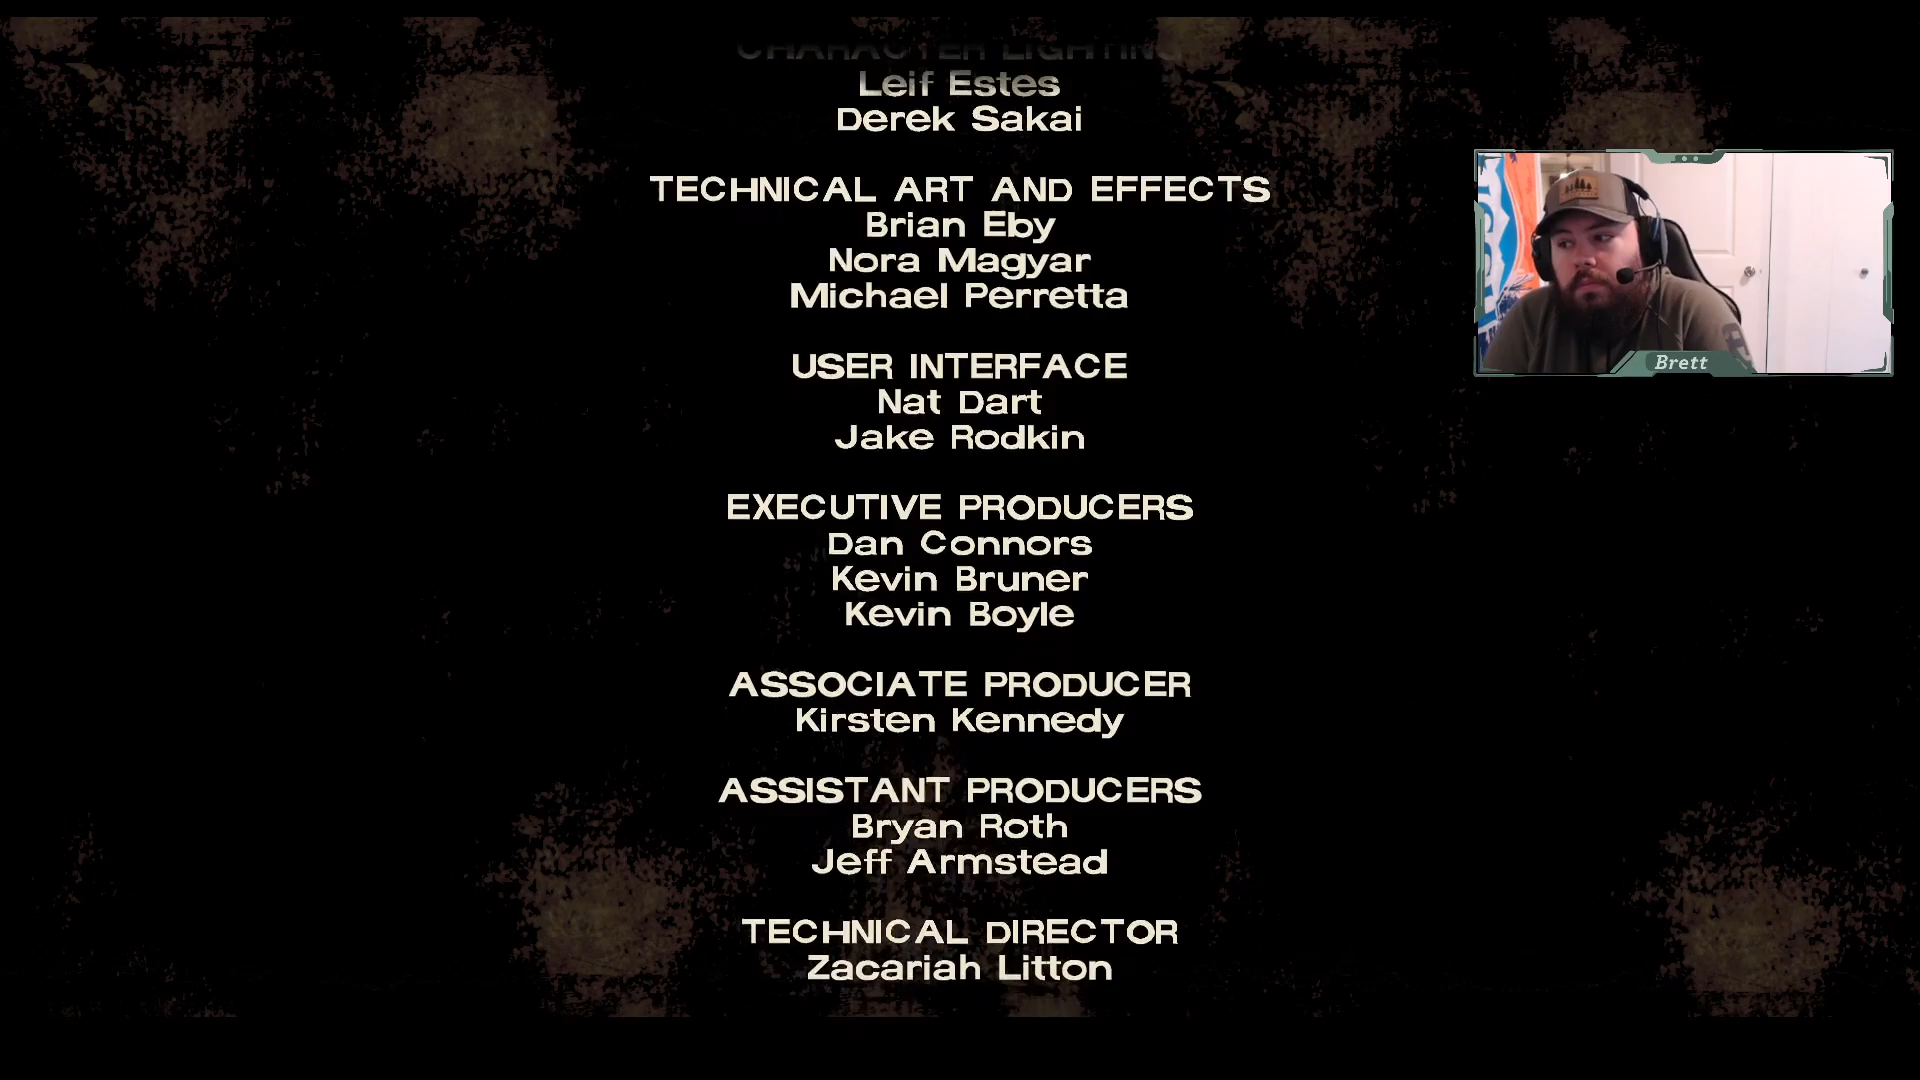 CHARACTER LIGHTING
Leif Estes
Derek Sakai
TECHNICAL ART AND EFFECTS
Brian Eby
Nora Magyar
Michael Perretta
USER INTERFACE
Nat Dart
Jake Rodkin
EXECUTIVE PRODUCERS
Dan Connors
Kevin Bruner
Kevin Boyle
ASSOCIATE PRODUCER
Kirsten Kennedy
ASSISTANT PRODUCERS
Bryan Roth
Jeff Armstead
TECHNICAL DIRECTOR
Zacariah Litton
Brett